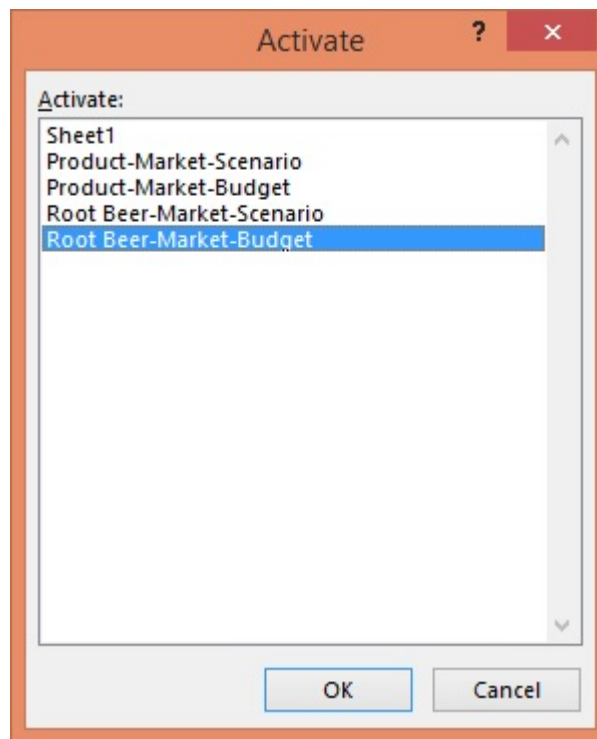 Activate
?
×
Activate:
Sheet1
Product-Market-Scenario
Product-Market-Budget
Root Beer-Market-Scenario
Root Beer-Market-Budget
OK
Cancel